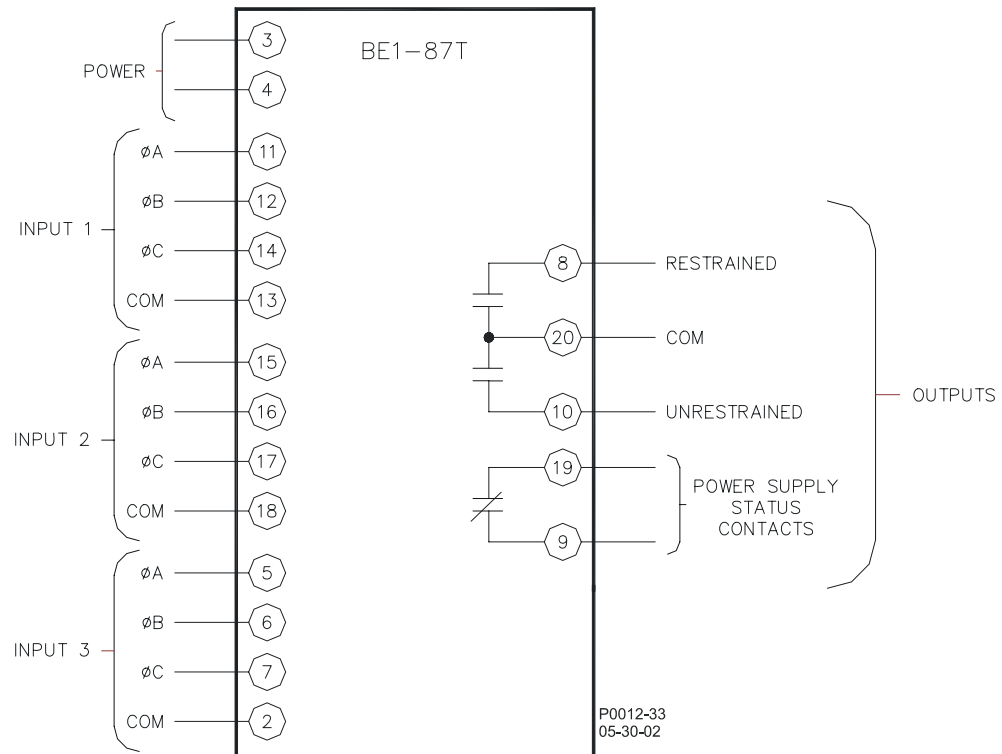 BE1-87T
POWER
3
4
INPUT 1
øA 11
øB 12
øC 14
COM 13
INPUT 2
øA 15
øB 16
øC 17
COM 18
INPUT 3
øA 5
øB 6
øC 7
COM 2
8 RESTRAINED
20 COM
10 UNRESTRAINED
19
9
POWER SUPPLY
STATUS
CONTACTS
OUTPUTS
P0012-33
05-30-02